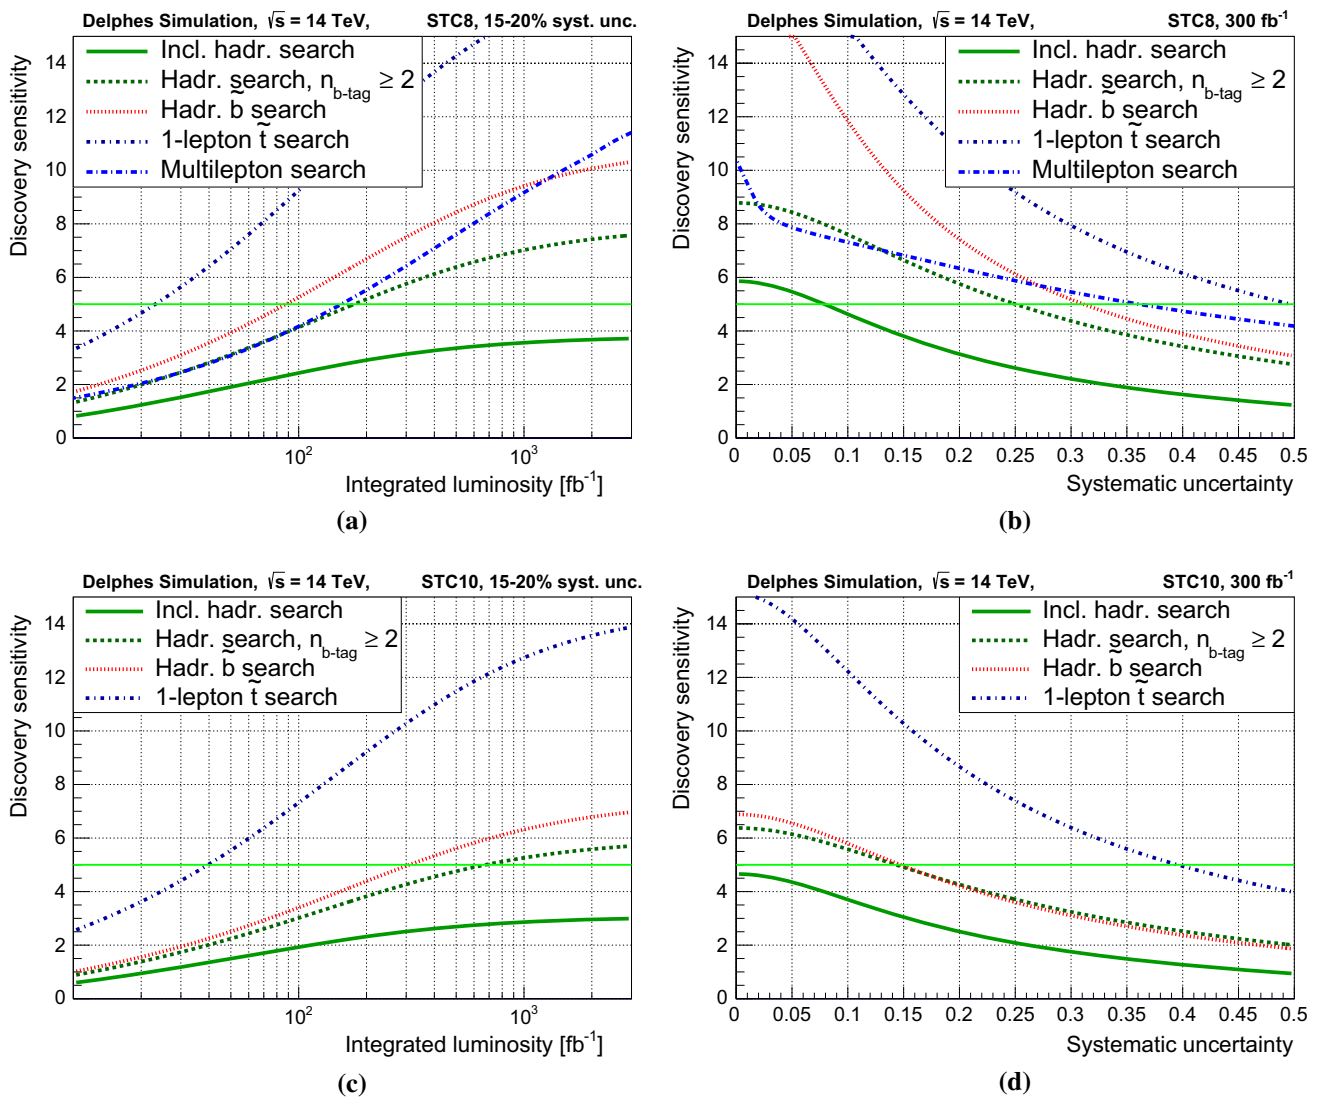 Delphes Simulation, √s = 14 TeV, STC8, 15-20% syst. unc.
Discovery sensitivity
14
12
10
8
6
4
2
0
Incl. hadr. search
Hadr. search, n_b-tag ≥ 2
Hadr. b̃ search
1-lepton t̃ search
Multilepton search
10² 10³
Integrated luminosity [fb⁻¹]
(a)
Delphes Simulation, √s = 14 TeV, STC8, 300 fb⁻¹
Discovery sensitivity
14
12
10
8
6
4
2
0
Incl. hadr. search
Hadr. search, n_b-tag ≥ 2
Hadr. b̃ search
1-lepton t̃ search
Multilepton search
0 0.05 0.1 0.15 0.2 0.25 0.3 0.35 0.4 0.45 0.5
Systematic uncertainty
(b)
Delphes Simulation, √s = 14 TeV, STC10, 15-20% syst. unc.
Discovery sensitivity
14
12
10
8
6
4
2
0
Incl. hadr. search
Hadr. search, n_b-tag ≥ 2
Hadr. b̃ search
1-lepton t̃ search
10² 10³
Integrated luminosity [fb⁻¹]
(c)
Delphes Simulation, √s = 14 TeV, STC10, 300 fb⁻¹
Discovery sensitivity
14
12
10
8
6
4
2
0
Incl. hadr. search
Hadr. search, n_b-tag ≥ 2
Hadr. b̃ search
1-lepton t̃ search
0 0.05 0.1 0.15 0.2 0.25 0.3 0.35 0.4 0.45 0.5
Systematic uncertainty
(d)